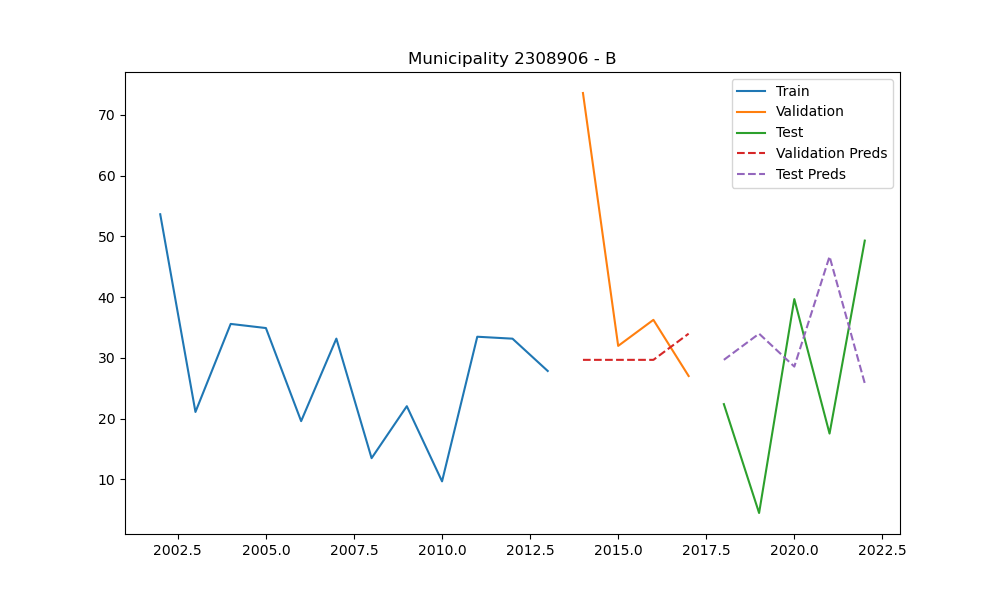 Municipality 2308906 - B
Train
Validation
Test
Validation Preds
Test Preds
70
60
50
40
30
20
10
2002.5 2005.0 2007.5 2010.0 2012.5 2015.0 2017.5 2020.0 2022.5